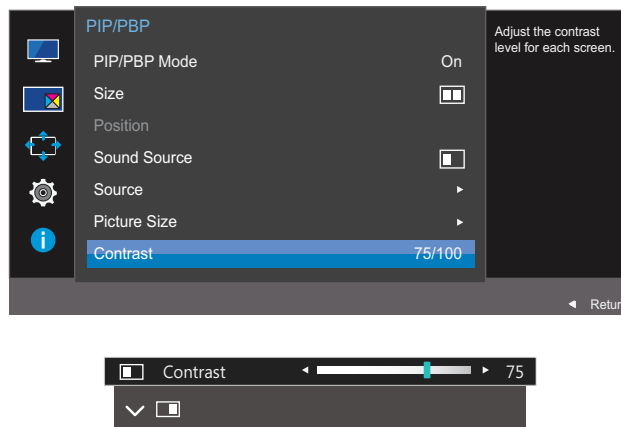 PIP/PBP
Adjust the contrast
level for each screen.
PIP/PBP Mode On
Size
Position
Sound Source
Source
Picture Size
Contrast 75/100
Retur
Contrast 75